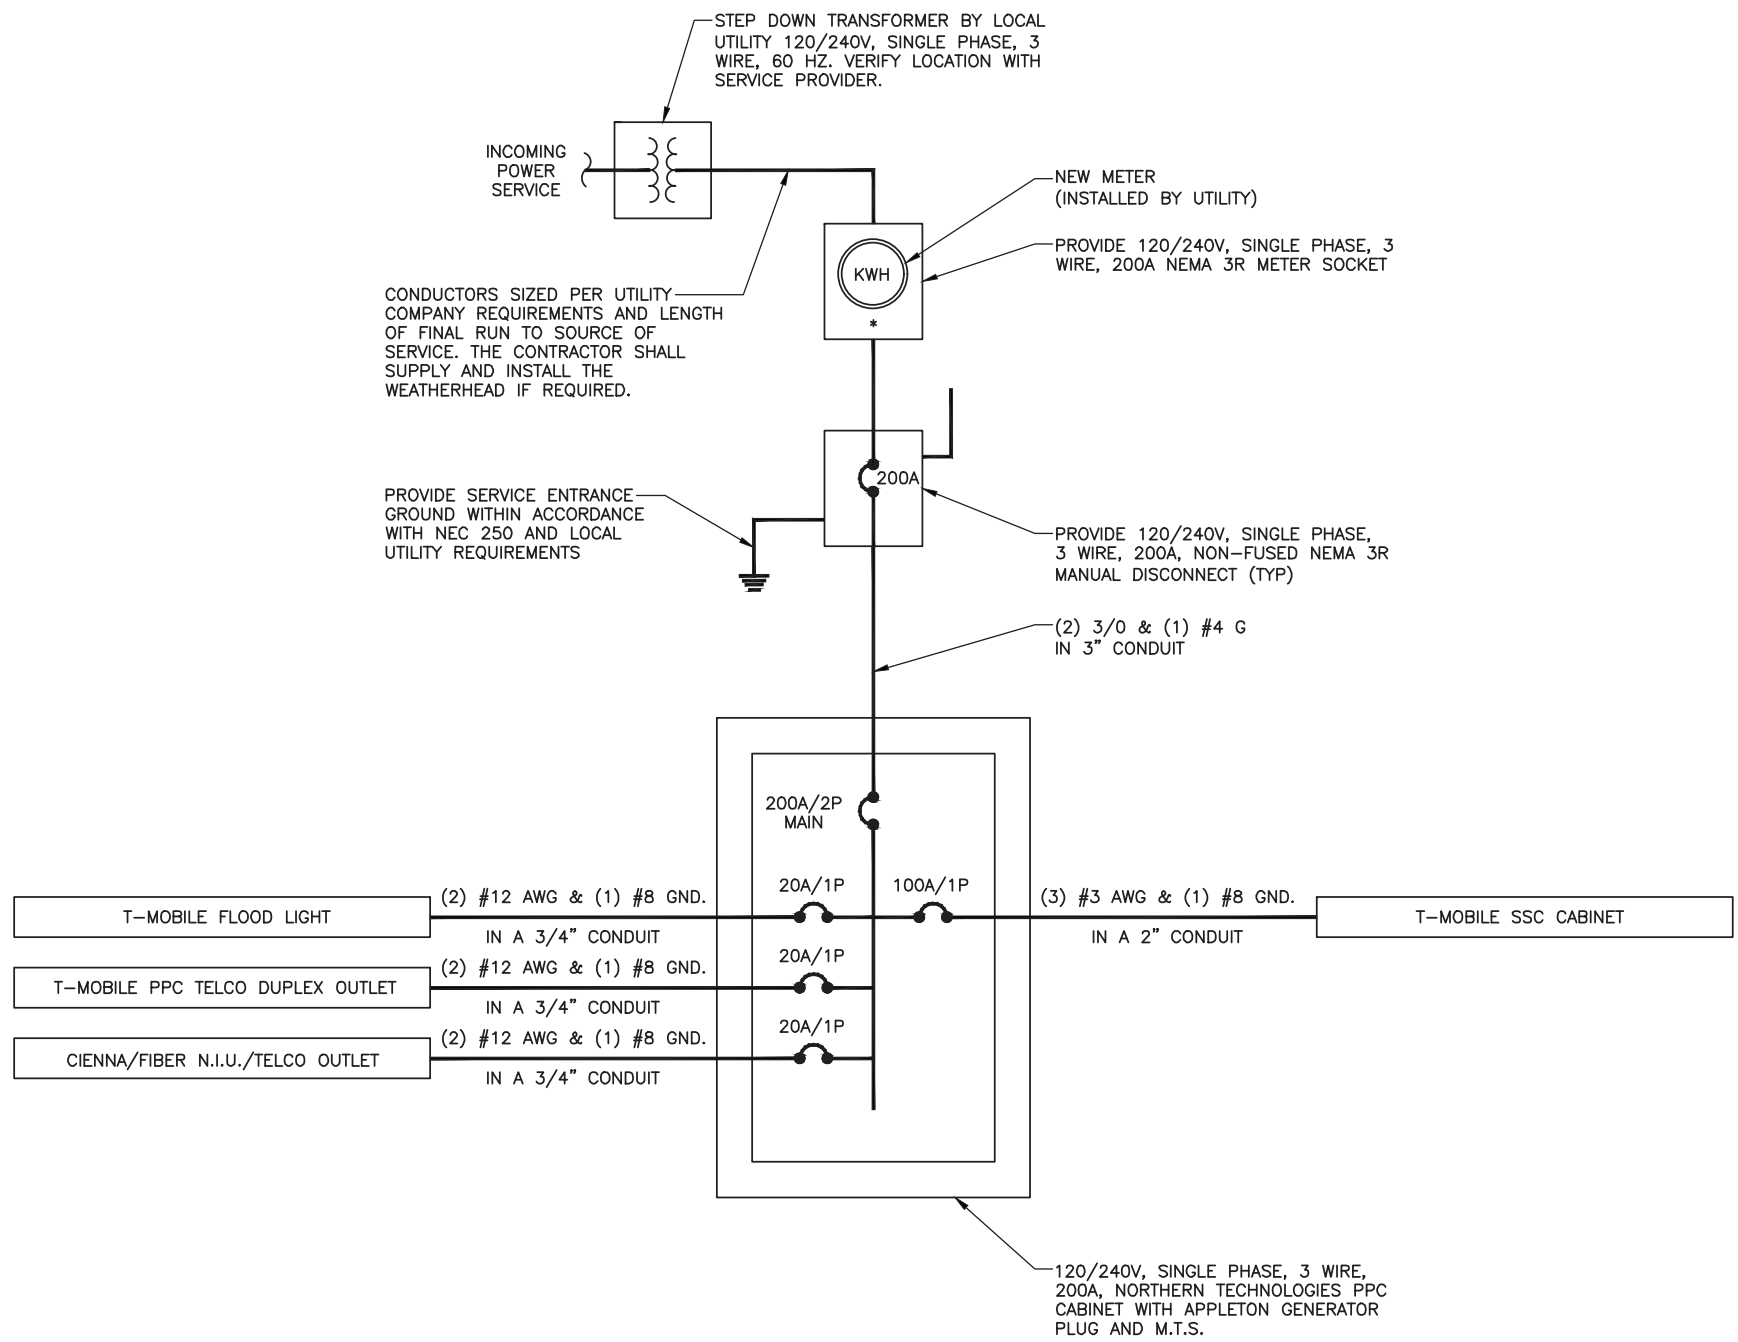 STEP DOWN TRANSFORMER BY LOCAL
UTILITY 120/240V, SINGLE PHASE, 3
WIRE, 60 HZ. VERIFY LOCATION WITH
SERVICE PROVIDER.
INCOMING
POWER
SERVICE
NEW METER
(INSTALLED BY UTILITY)
PROVIDE 120/240V, SINGLE PHASE, 3
WIRE, 200A NEMA 3R METER SOCKET
KWH
*
CONDUCTORS SIZED PER UTILITY
COMPANY REQUIREMENTS AND LENGTH
OF FINAL RUN TO SOURCE OF
SERVICE. THE CONTRACTOR SHALL
SUPPLY AND INSTALL THE
WEATHERHEAD IF REQUIRED.
200A
PROVIDE SERVICE ENTRANCE
GROUND WITHIN ACCORDANCE
WITH NEC 250 AND LOCAL
UTILITY REQUIREMENTS
PROVIDE 120/240V, SINGLE PHASE,
3 WIRE, 200A, NON-FUSED NEMA 3R
MANUAL DISCONNECT (TYP)
(2) 3/0 & (1) #4 G
IN 3" CONDUIT
200A/2P
MAIN
T-MOBILE FLOOD LIGHT
(2) #12 AWG & (1) #8 GND.
IN A 3/4" CONDUIT
20A/1P
100A/1P
(3) #3 AWG & (1) #8 GND.
IN A 2" CONDUIT
T-MOBILE SSC CABINET
T-MOBILE PPC TELCO DUPLEX OUTLET
(2) #12 AWG & (1) #8 GND.
IN A 3/4" CONDUIT
20A/1P
CIENNA/FIBER N.I.U./TELCO OUTLET
(2) #12 AWG & (1) #8 GND.
IN A 3/4" CONDUIT
20A/1P
120/240V, SINGLE PHASE, 3 WIRE,
200A, NORTHERN TECHNOLOGIES PPC
CABINET WITH APPLETON GENERATOR
PLUG AND M.T.S.